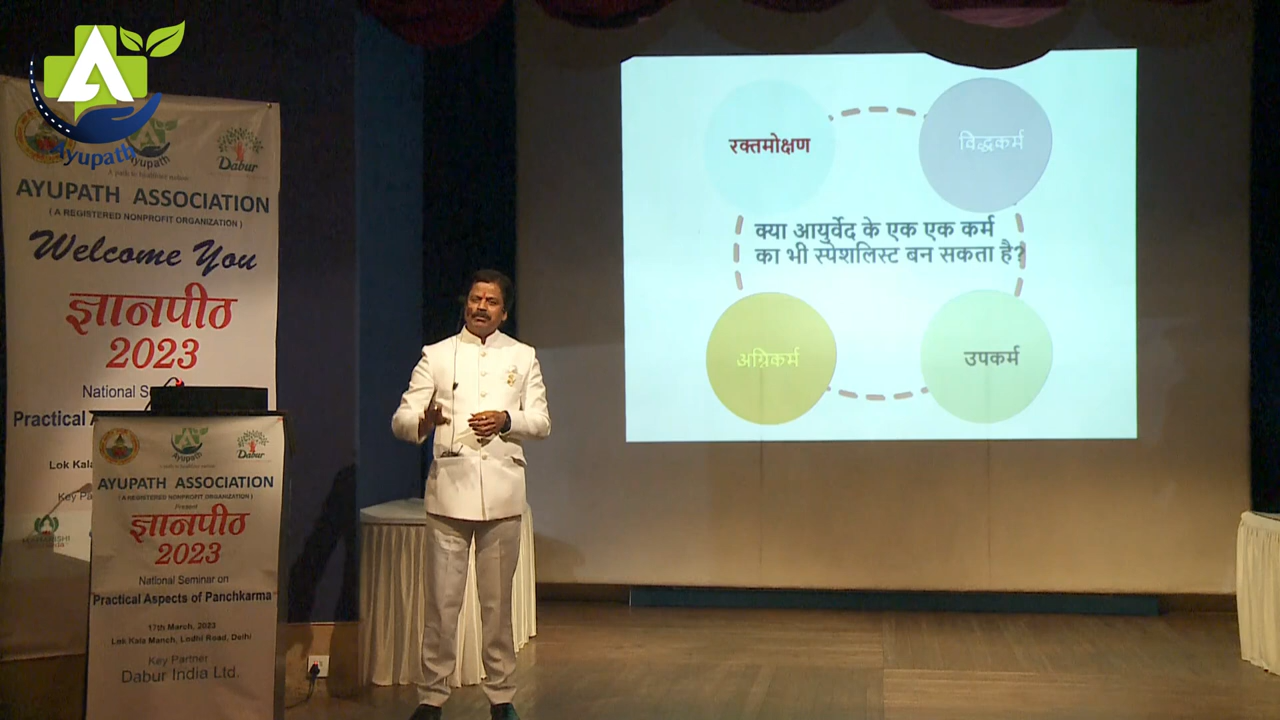 Ayupath
Ayupath
Dabur
AYUPATH ASSOCIATION
( A REGISTERED NONPROFIT ORGANIZATION )
Welcome You
ज्ञानपीठ
2023
National
Practical
Lok
Key
रक्तमोक्षण
विद्धकर्म
क्या आयुर्वेद के एक एक कर्म
का भी स्पेशलिस्ट बन सकता है?
अग्निकर्म
उपकर्म
Ayupath
Dabur
AYUPATH ASSOCIATION
( A REGISTERED NONPROFIT ORGANIZATION )
Present
ज्ञानपीठ
2023
National Seminar on
Practical Aspects of Panchkarma
17th March, 2023
Lok Kala Manch, Lodhi Road, Delhi
Key Partner
Dabur India Ltd.